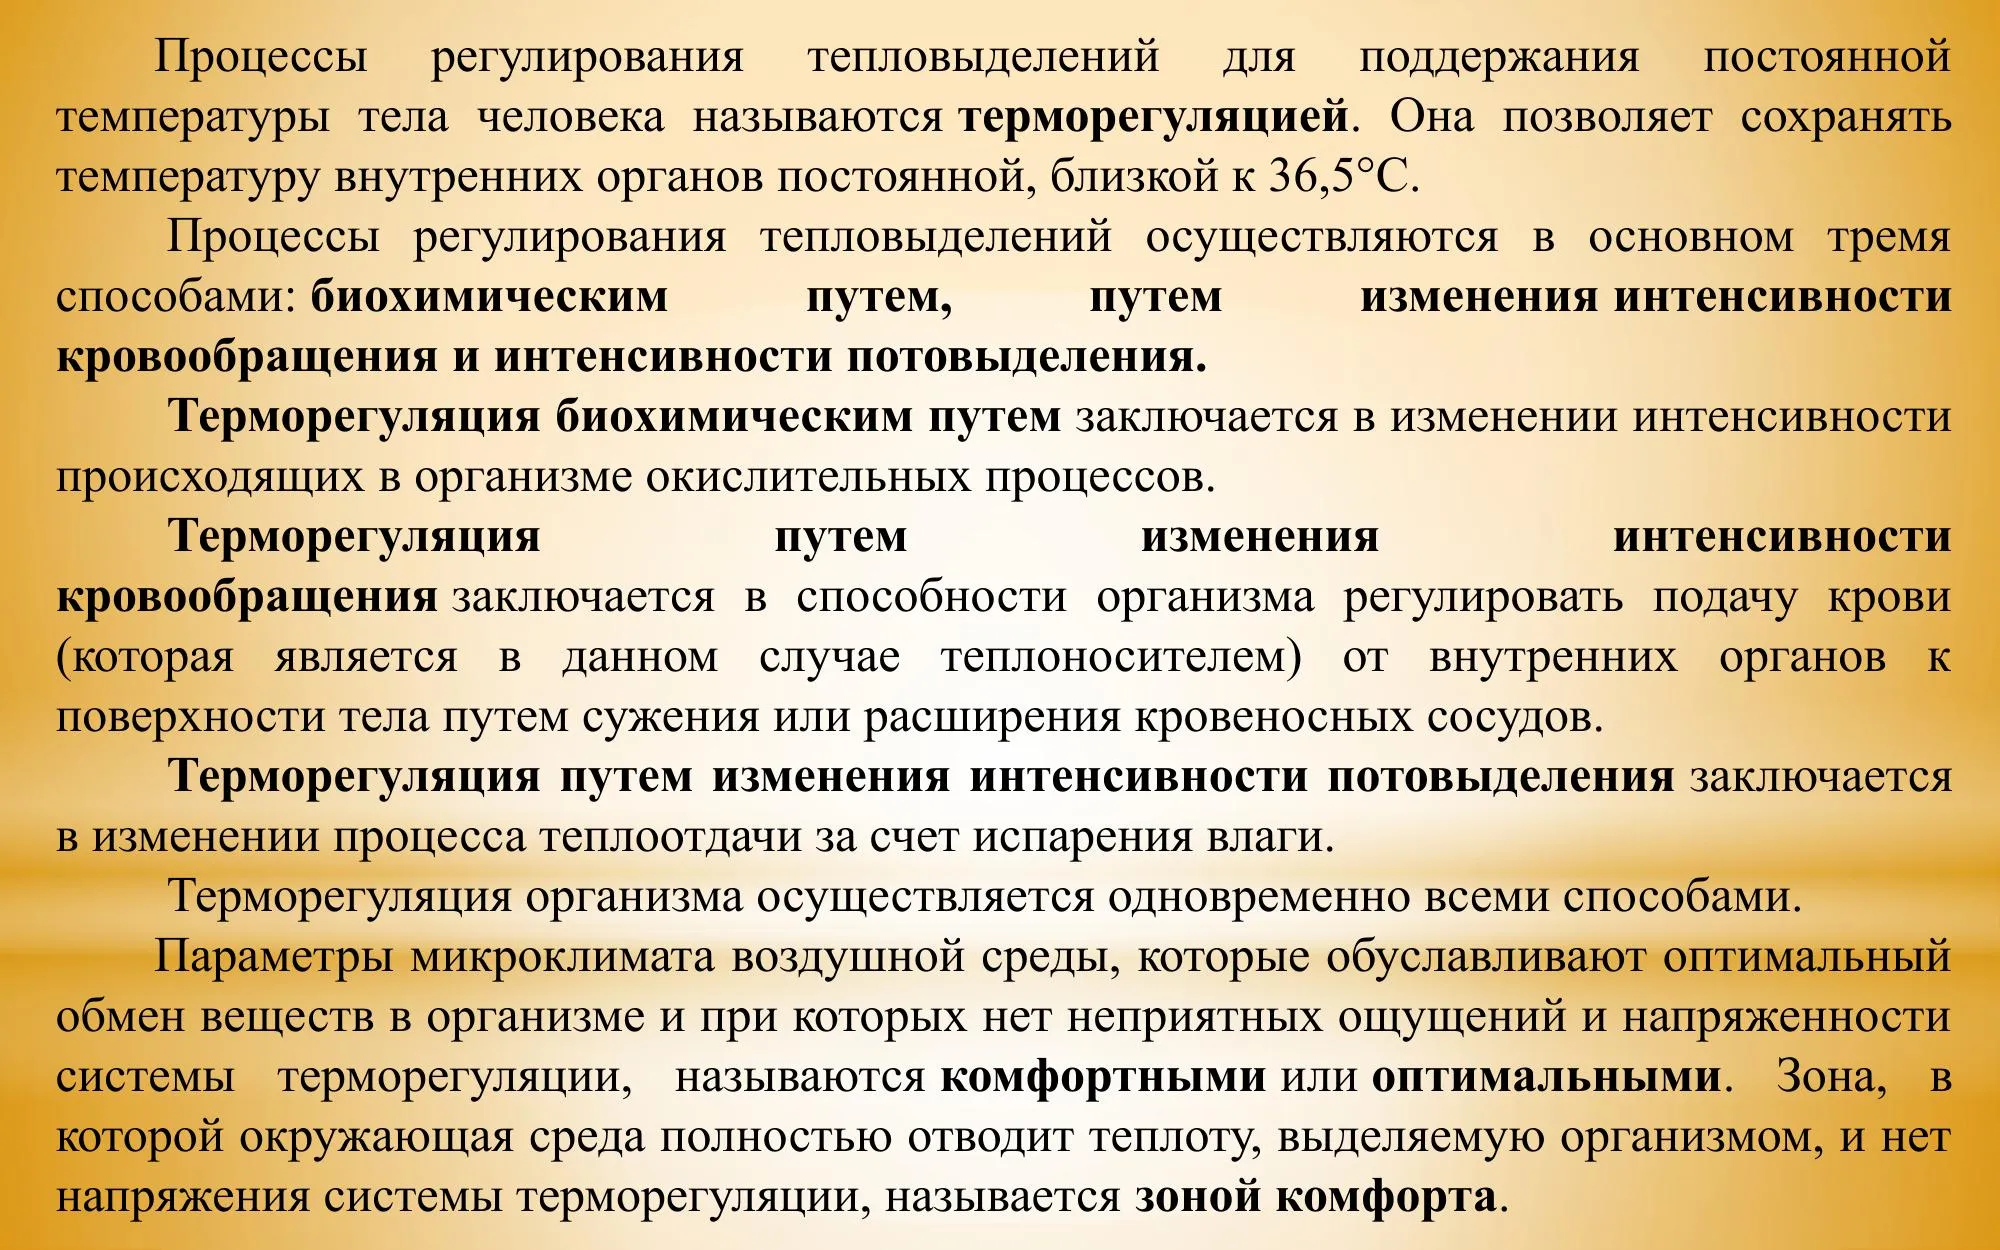 Процессы регулирования тепловыделений для поддержания постоянной
температуры тела человека называются терморегуляцией. Она позволяет сохранять
температуру внутренних органов постоянной, близкой к 36,5°С.
Процессы регулирования тепловыделений осуществляются в основном тремя
способами: биохимическим путем, путем изменения интенсивности
кровообращения и интенсивности потовыделения.
Терморегуляция биохимическим путем заключается в изменении интенсивности
происходящих в организме окислительных процессов.
Терморегуляция путем изменения интенсивности
кровообращения заключается в способности организма регулировать подачу крови
(которая является в данном случае теплоносителем) от внутренних органов к
поверхности тела путем сужения или расширения кровеносных сосудов.
Терморегуляция путем изменения интенсивности потовыделения заключается
в изменении процесса теплоотдачи за счет испарения влаги.
Терморегуляция организма осуществляется одновременно всеми способами.
Параметры микроклимата воздушной среды, которые обуславливают оптимальный
обмен веществ в организме и при которых нет неприятных ощущений и напряженности
системы терморегуляции, называются комфортными или оптимальными. Зона, в
которой окружающая среда полностью отводит теплоту, выделяемую организмом, и нет
напряжения системы терморегуляции, называется зоной комфорта.